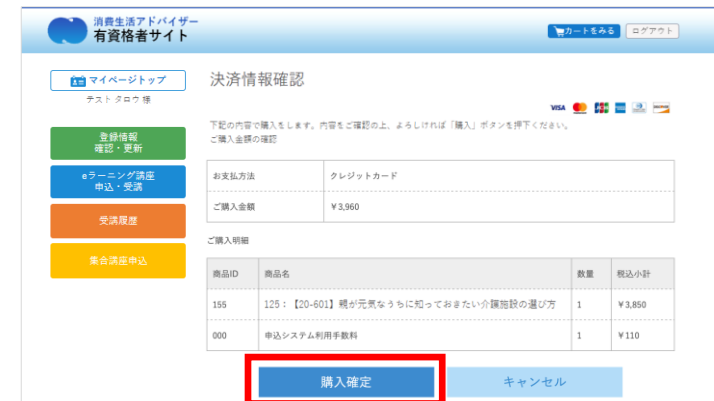 消費生活アドバイザー
有資格者サイト
カートをみる
ログアウト
マイページトップ
テスト タロウ 様
登録情報
確認・更新
eラーニング講座
申込・受講
受講履歴
集合講座申込
決済情報確認
VISA
下記の内容で購入をします。内容をご確認の上、よろしければ「購入」ボタンを押下ください。
ご購入金額の確認
お支払方法 クレジットカード
ご購入金額 ¥3,960
ご購入明細
商品ID 商品名 数量 税込小計
155 125：【20-601】親が元気なうちに知っておきたい介護施設の選び方 1 ¥3,850
000 申込システム利用手数料 1 ¥110
購入確定
キャンセル